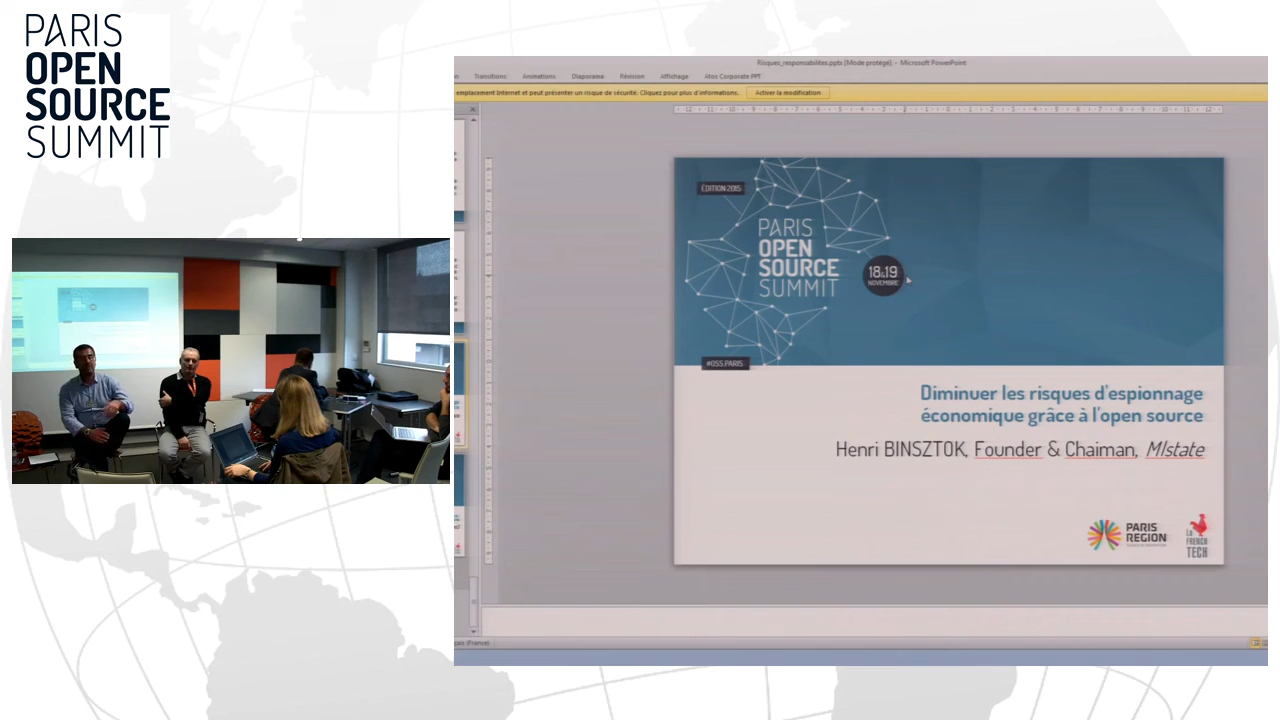 PARIS
OPEN
SOURCE
SUMMIT
Risques_responsabilites.pptx [Mode protégé] - Microsoft PowerPoint
Transitions Animations Diaporama Révision Affichage Atos Corporate PPT
emplacement Internet et peut présenter un risque de sécurité. Cliquez pour plus d'informations. Activer la modification
ÉDITION 2015
PARIS
OPEN
SOURCE
SUMMIT
18&19
NOVEMBRE
#OSS.PARIS
Diminuer les risques d'espionnage
économique grâce à l'open source
Henri BINSZTOK, Founder & Chaiman, MIstate
PARIS
REGION
LA
FRENCH
TECH
(France)